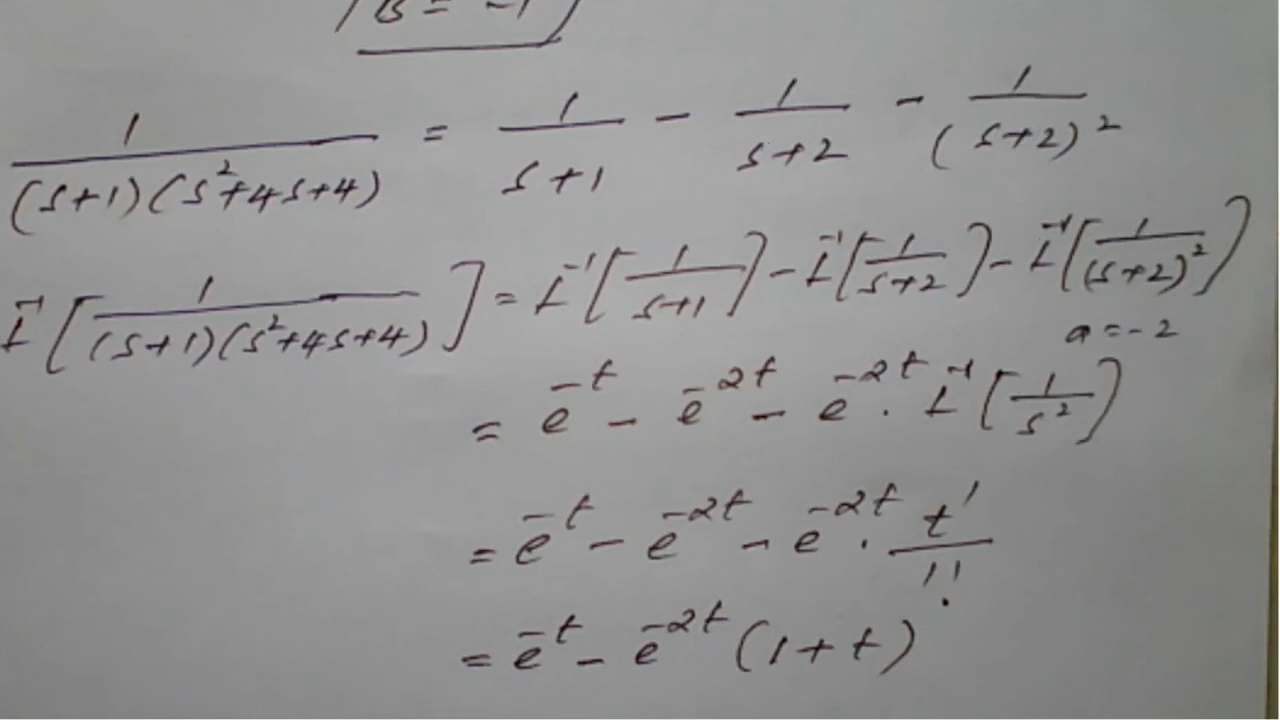 B = -1
1/((s+1)(s²+4s+4)) = 1/(s+1) - 1/(s+2) - 1/(s+2)²
L⁻¹[1/((s+1)(s²+4s+4))] = L⁻¹[1/(s+1)] - L⁻¹[1/(s+2)] - L⁻¹[1/(s+2)²]
a = -2
= e^(-t) - e^(-2t) - e^(-2t) . L⁻¹[1/s²]
= e^(-t) - e^(-2t) - e^(-2t) . t¹/1!
= e^(-t) - e^(-2t) (1+t)